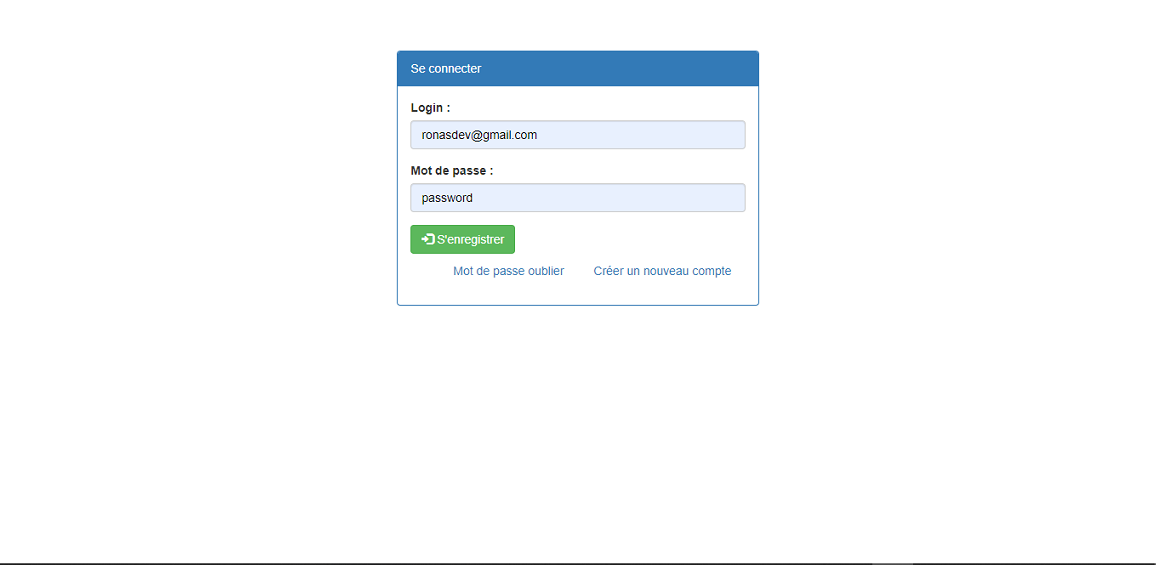 Se connecter
Login :
ronasdev@gmail.com
Mot de passe :
password
S'enregistrer
Mot de passe oublier Créer un nouveau compte